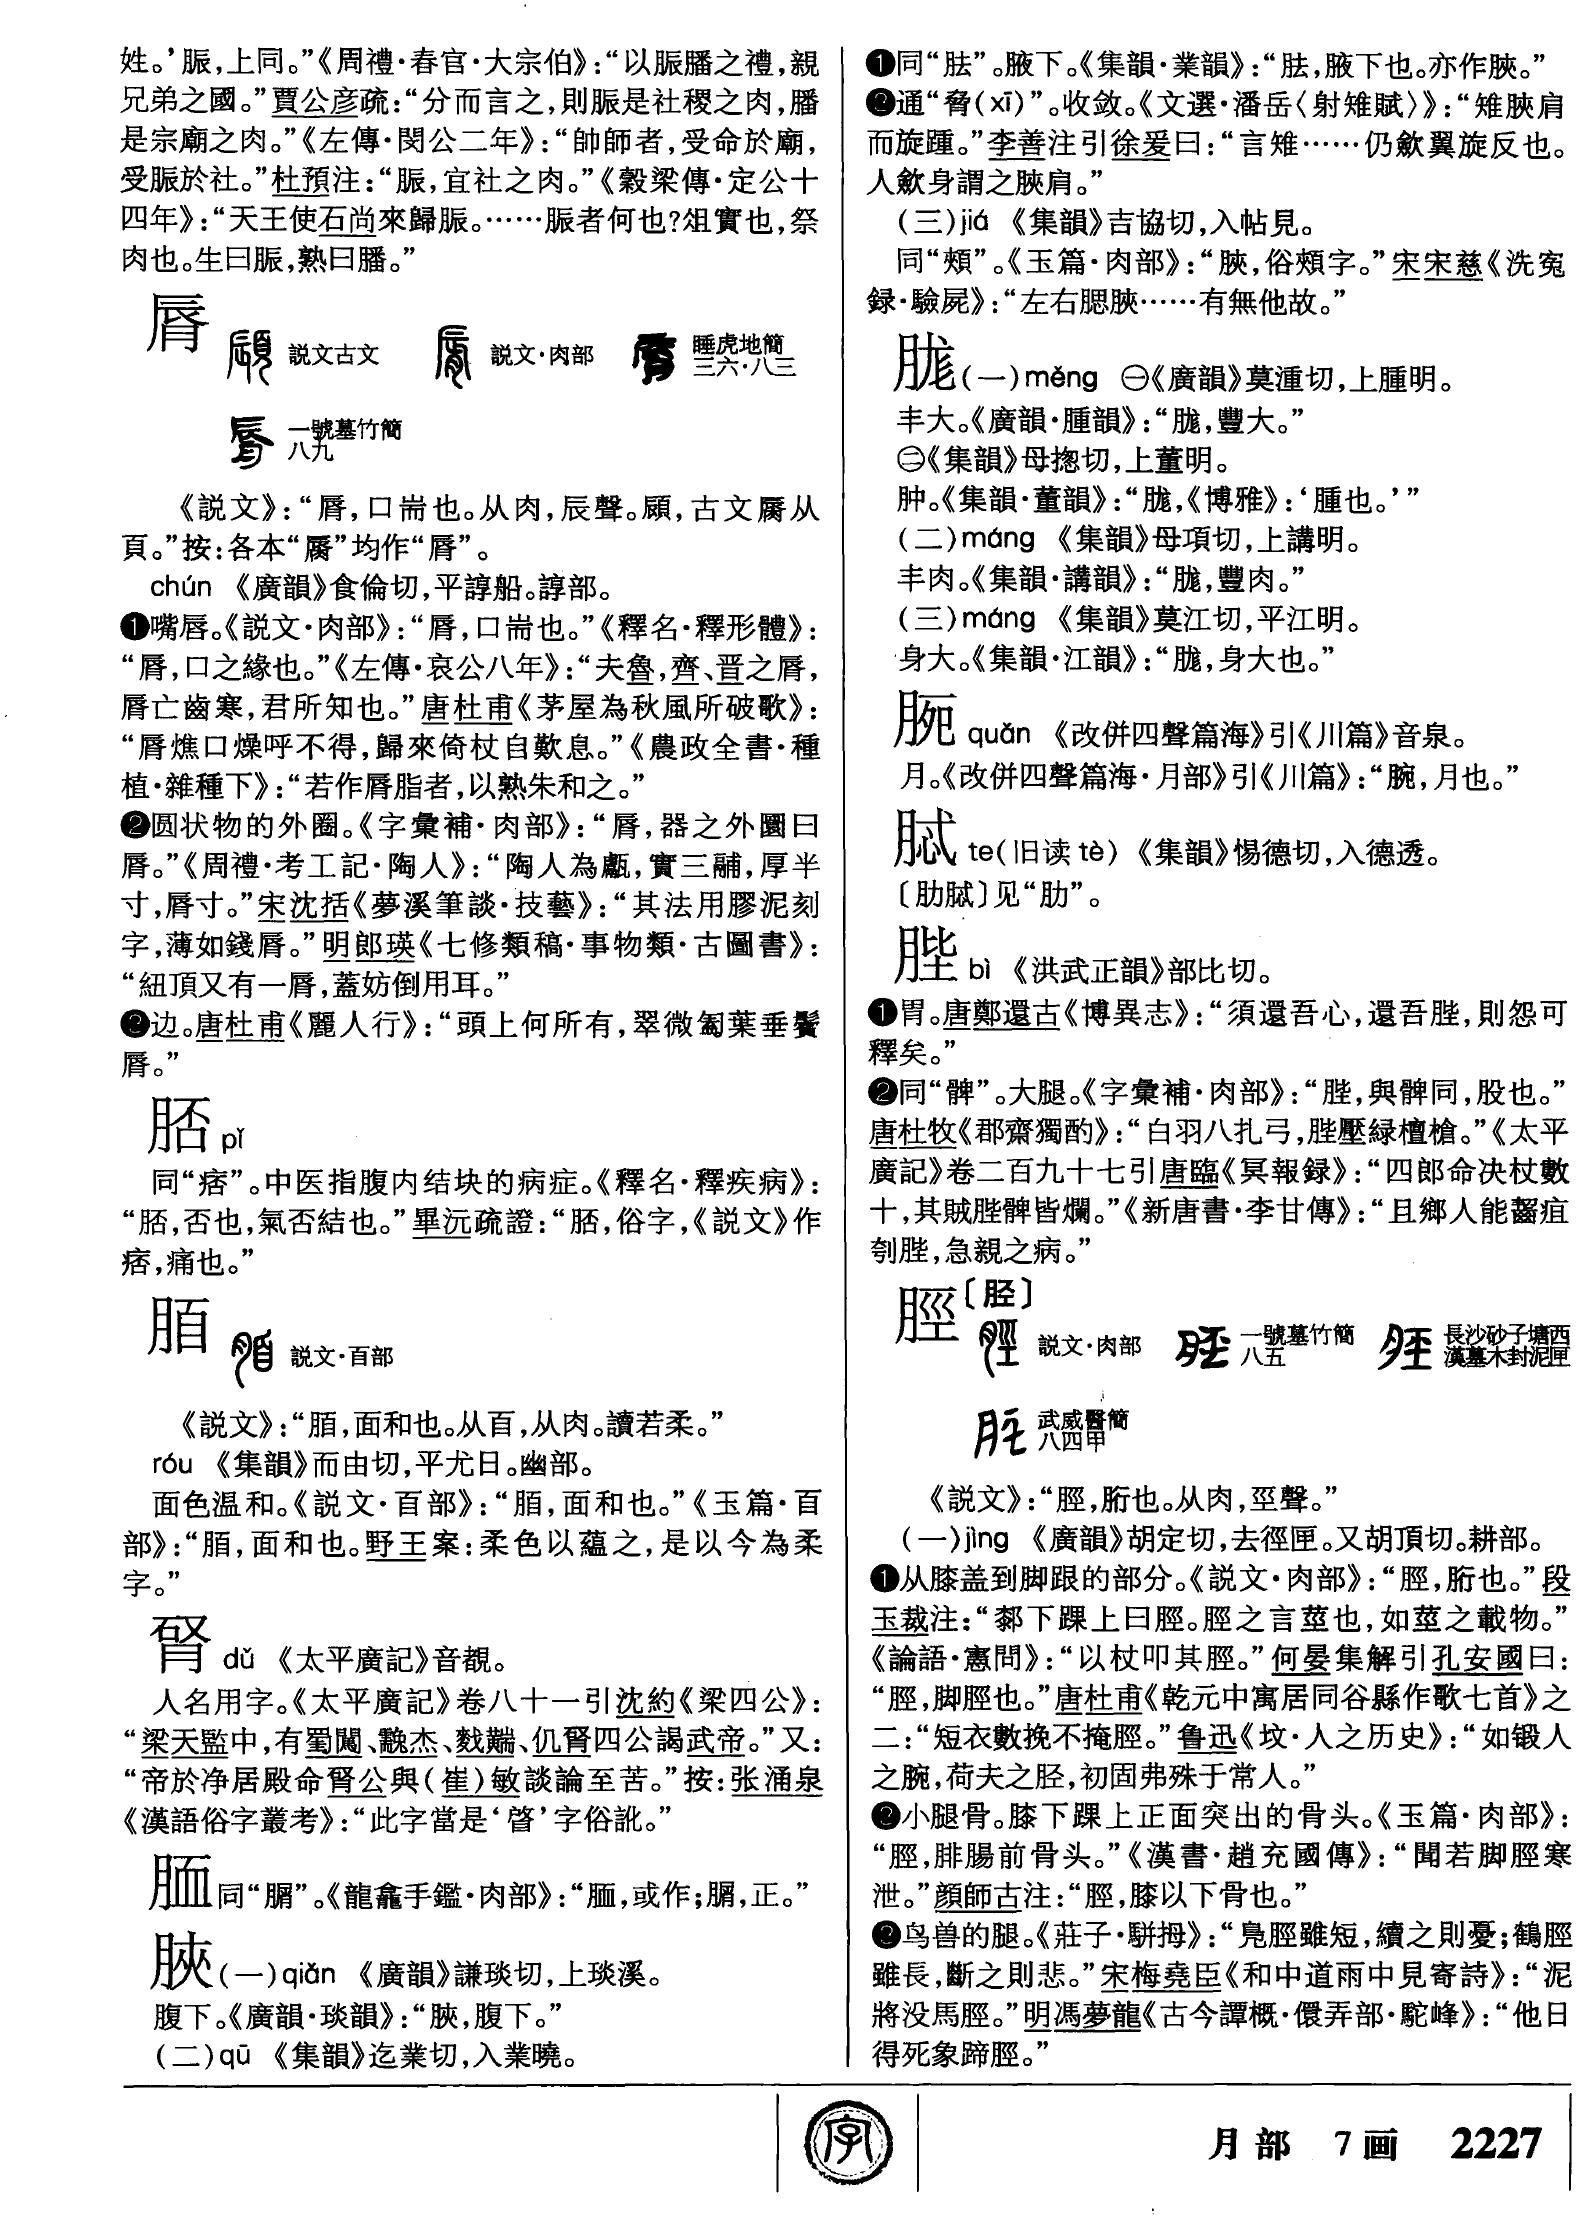 姓。’脤，上同。”《周禮·春官·大宗伯》：“以脤膰之禮，親
兄弟之國。”賈公彦疏：“分而言之，則脤是社稷之肉，膰
是宗廟之肉。”《左傳·閔公二年》：“帥師者，受命於廟，
受脤於社。”杜預注：“脤，宜社之肉。”《穀梁傳·定公十
四年》：“天王使石尚來歸脤。……脤者何也?俎實也，祭
肉也。生曰脤，熟曰膰。”
脣 説文古文 説文·肉部 睡虎地簡三六·八三
一號墓竹簡八九
《説文》：“脣，口耑也。从肉，辰聲。顧，古文脣从
頁。”按：各本“脣”均作“脣”。
chún 《廣韻》食倫切，平諄船。諄部。
❶嘴唇。《説文·肉部》：“脣，口耑也。”《釋名·釋形體》：
“脣，口之緣也。”《左傳·哀公八年》：“夫魯，齊、晋之脣，
脣亡齒寒，君所知也。”唐杜甫《茅屋為秋風所破歌》：
“脣燋口燥呼不得，歸來倚杖自歎息。”《農政全書·種
植·雜種下》：“若作脣脂者，以熟朱和之。”
❷圆状物的外圈。《字彙補·肉部》：“脣，器之外圜曰
脣。”《周禮·考工記·陶人》：“陶人為甗，實三鬴，厚半
寸，脣寸。”宋沈括《夢溪筆談·技藝》：“其法用膠泥刻
字，薄如錢脣。”明郎瑛《七修類稿·事物類·古圖書》：
“紐頂又有一脣，蓋妨倒用耳。”
❸边。唐杜甫《麗人行》：“頭上何所有，翠微㔩葉垂鬢
脣。”
脴 pǐ
同“痞”。中医指腹内结块的病症。《釋名·釋疾病》：
“脴，否也，氣否結也。”畢沅疏證：“脴，俗字，《説文》作
痞，痛也。”
脜 説文·𦣻部
《説文》：“脜，面和也。从𦣻，从肉。讀若柔。”
róu 《集韻》而由切，平尤日。幽部。
面色温和。《説文·𦣻部》：“脜，面和也。”《玉篇·𦣻
部》：“脜，面和也。野王案：柔色以藴之，是以今為柔
字。”
dǔ 《太平廣記》音覩。
人名用字。《太平廣記》卷八十一引沈約《梁四公》：
“梁天監中，有蜀闖、䫿杰、𪐕䵎、仉四公謁武帝。”又：
“帝於净居殿命公與（崔）敏談論至苦。”按：张涌泉
《漢語俗字叢考》：“此字當是‘䏿’字俗訛。”
同“䐑”。《龍龕手鑑·肉部》：“，或作；，正。”
脥（一）qiǎn 《廣韻》謙琰切，上琰溪。
腹下。《廣韻·琰韻》：“脥，腹下。”
（二）qū 《集韻》迄業切，入業曉。
❶同“胠”。腋下。《集韻·業韻》：“胠，腋下也。亦作脥。”
❷通“脅（xī）”。收敛。《文選·潘岳〈射雉賦〉》：“雉脥肩
而旋踵。”李善注引徐爰曰：“言雉……仍斂翼旋反也。
人斂身謂之脥肩。”
（三）jiá 《集韻》吉協切，入帖見。
同“頰”。《玉篇·肉部》：“脥，俗頰字。”宋宋慈《洗冤
録·驗屍》：“左右腮脥……有無他故。”
胧（一）měng ㊀《廣韻》莫湩切，上腫明。
丰大。《廣韻·腫韻》：“，豐大。”
㊁《集韻》母揔切，上董明。
肿。《集韻·董韻》：“，《博雅》：‘腫也。’”
（二）máng 《集韻》母項切，上講明。
丰肉。《集韻·講韻》：“，豐肉。”
（三）máng 《集韻》莫江切，平江明。
身大。《集韻·江韻》：“，身大也。”
quǎn 《改併四聲篇海》引《川篇》音泉。
月。《改併四聲篇海·月部》引《川篇》：“，月也。”
脦 te（旧读tè） 《集韻》惕德切，入德透。
〔肋脦〕见“肋”。
䏶 bì 《洪武正韻》部比切。
❶胃。唐鄭還古《博異志》：“須還吾心，還吾䏶，則怨可
釋矣。”
❷同“髀”。大腿。《字彙補·肉部》：“䏶，與髀同，股也。”
唐杜牧《郡齋獨酌》：“白羽八扎弓，䏶壓緑檀槍。”《太平
廣記》卷二百九十七引唐臨《冥報録》：“四郎命决杖數
十，其賊䏶髀皆爛。”《新唐書·李甘傳》：“且鄉人能齧疽
刳䏶，急親之病。”
脛〔胫〕 説文·肉部 一號墓竹簡八五 長沙砂子塘西漢墓木封泥匣
武威醫簡八四甲
《説文》：“脛，胻也。从肉，巠聲。”
（一）jìng 《廣韻》胡定切，去徑匣。又胡頂切。耕部。
❶从膝盖到脚跟的部分。《説文·肉部》：“脛，胻也。”段
玉裁注：“厀下踝上曰脛。脛之言莖也，如莖之載物。”
《論語·憲問》：“以杖叩其脛。”何晏集解引孔安國曰：
“脛，脚脛也。”唐杜甫《乾元中寓居同谷縣作歌七首》之
二：“短衣數挽不掩脛。”鲁迅《坟·人之历史》：“如锻人
之腕，荷夫之胫，初固弗殊于常人。”
❷小腿骨。膝下踝上正面突出的骨头。《玉篇·肉部》：
“脛，腓腸前骨头。”《漢書·趙充國傳》：“聞若脚脛寒
泄。”顔師古注：“脛，膝以下骨也。”
❸鸟兽的腿。《莊子·駢拇》：“鳧脛雖短，續之則憂；鶴脛
雖長，斷之則悲。”宋梅堯臣《和中道雨中見寄詩》：“泥
將没馬脛。”明馮夢龍《古今譚概·儇弄部·駝峰》：“他日
得死象蹄脛。”
字
月部 7画 2227